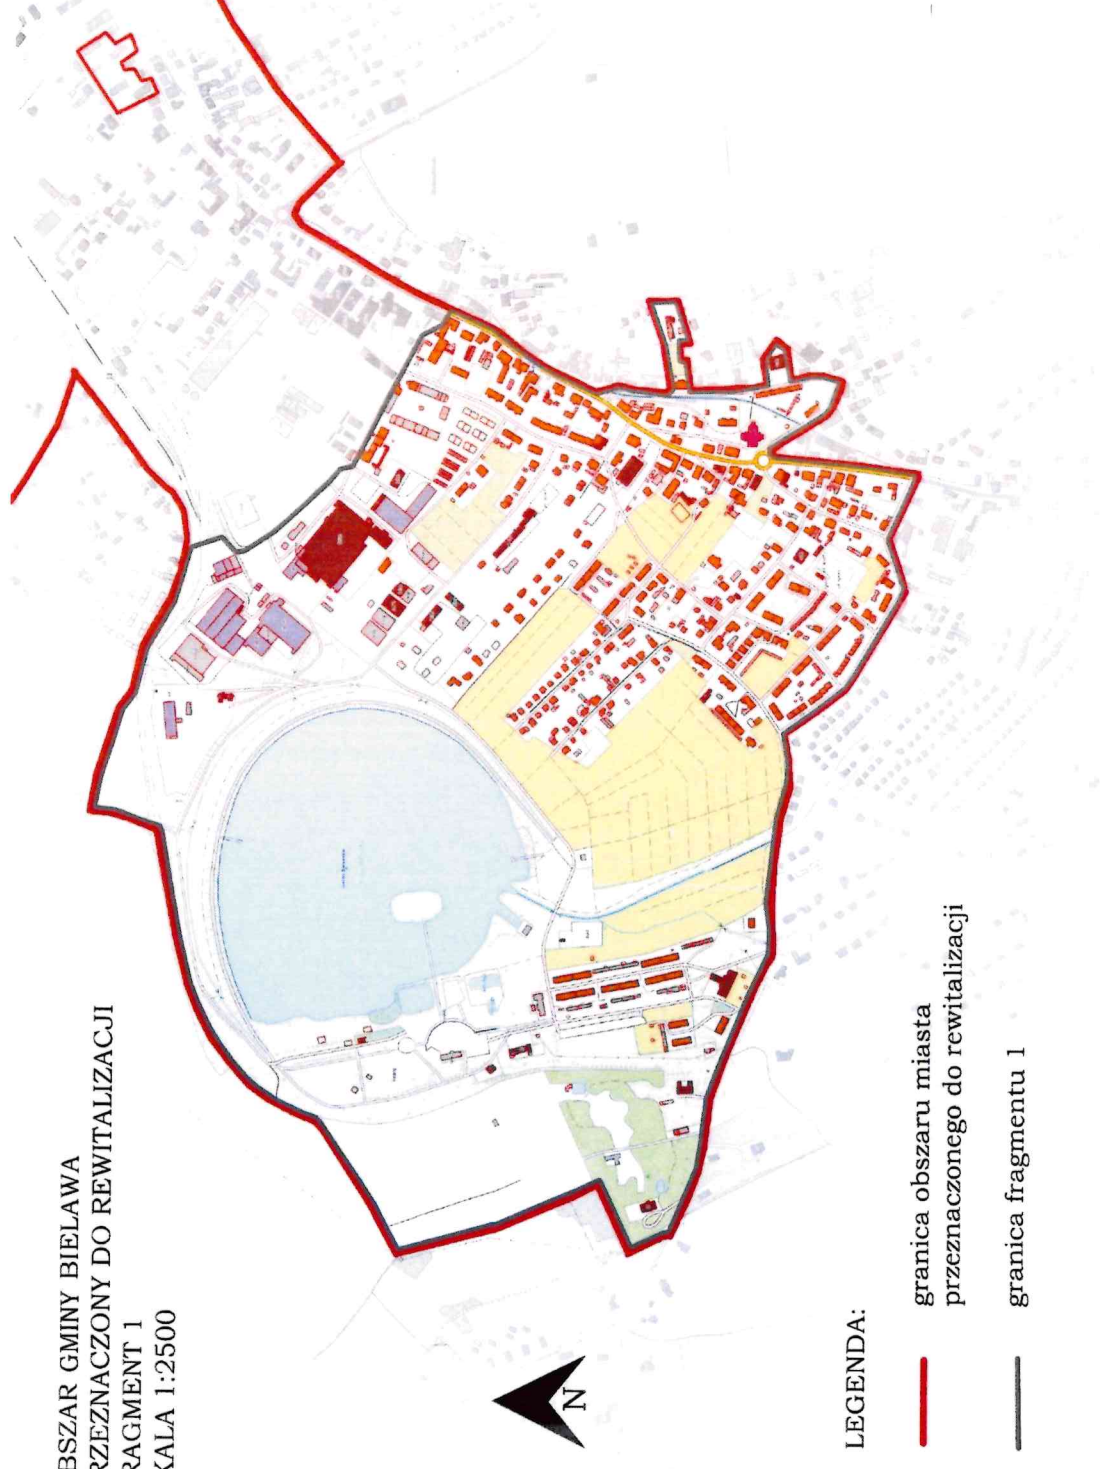 BSZAR GMINY BIELAWA
RZEZNACZONY DO REWITALIZACJI
RAGMENT 1
KALA 1:2500
N
LEGENDA:
granica obszaru miasta
przeznaczonego do rewitalizacji
granica fragmentu 1